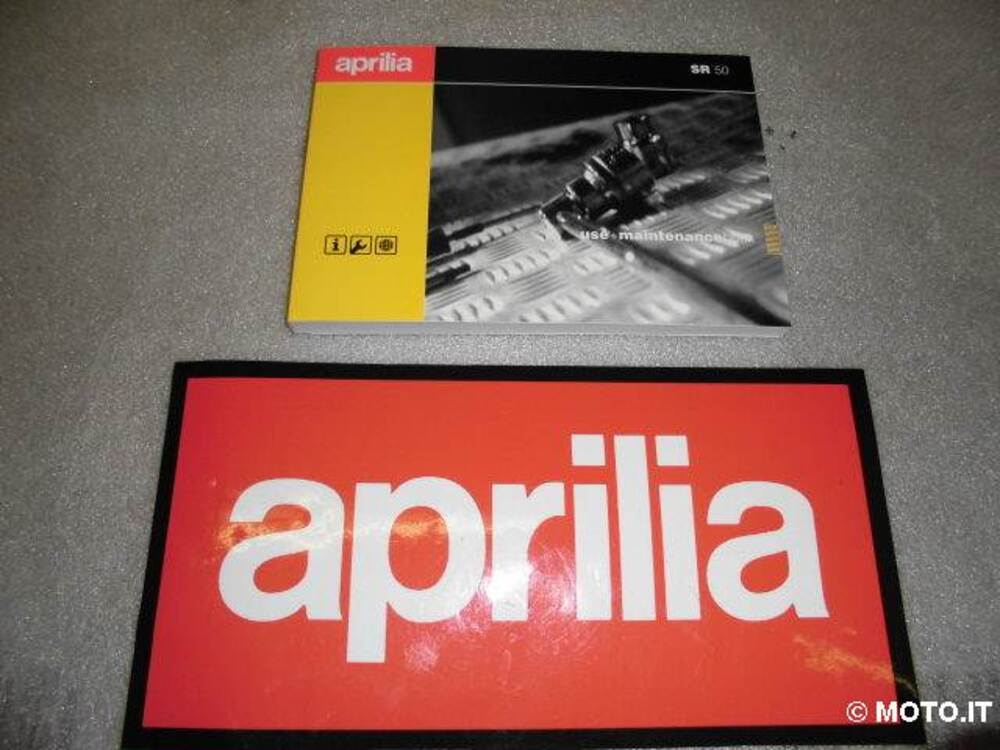 aprilia
SR 50
use+maintenance
aprilia
© MOTO.IT